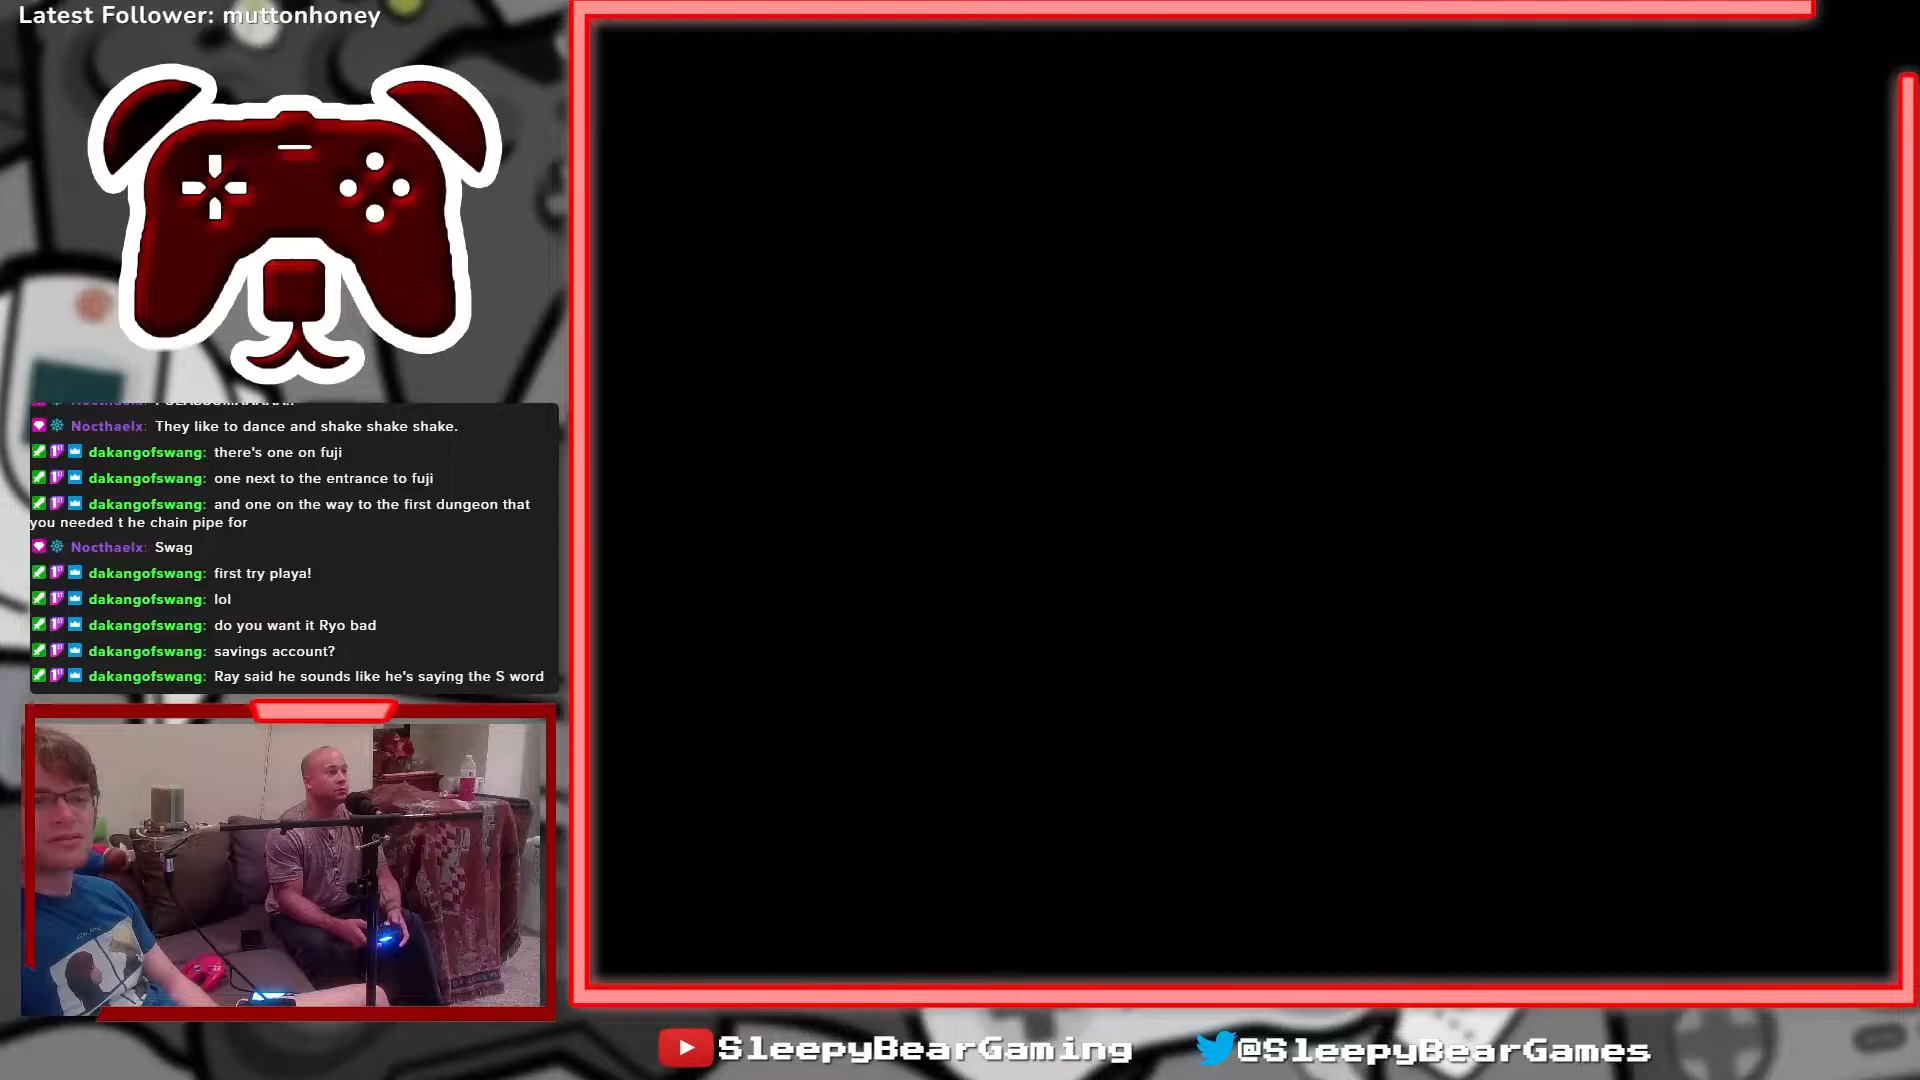 Latest Follower: muttonhoney
Nocthaelx: They like to dance and shake shake shake.
dakangofswang: there's one on fuji
dakangofswang: one next to the entrance to fuji
dakangofswang: and one on the way to the first dungeon that
you needed t he chain pipe for
Nocthaelx: Swag
dakangofswang: first try playa!
dakangofswang: lol
dakangofswang: do you want it Ryo bad
dakangofswang: savings account?
dakangofswang: Ray said he sounds like he's saying the S word
SleepyBearGaming
@SleepyBearGames